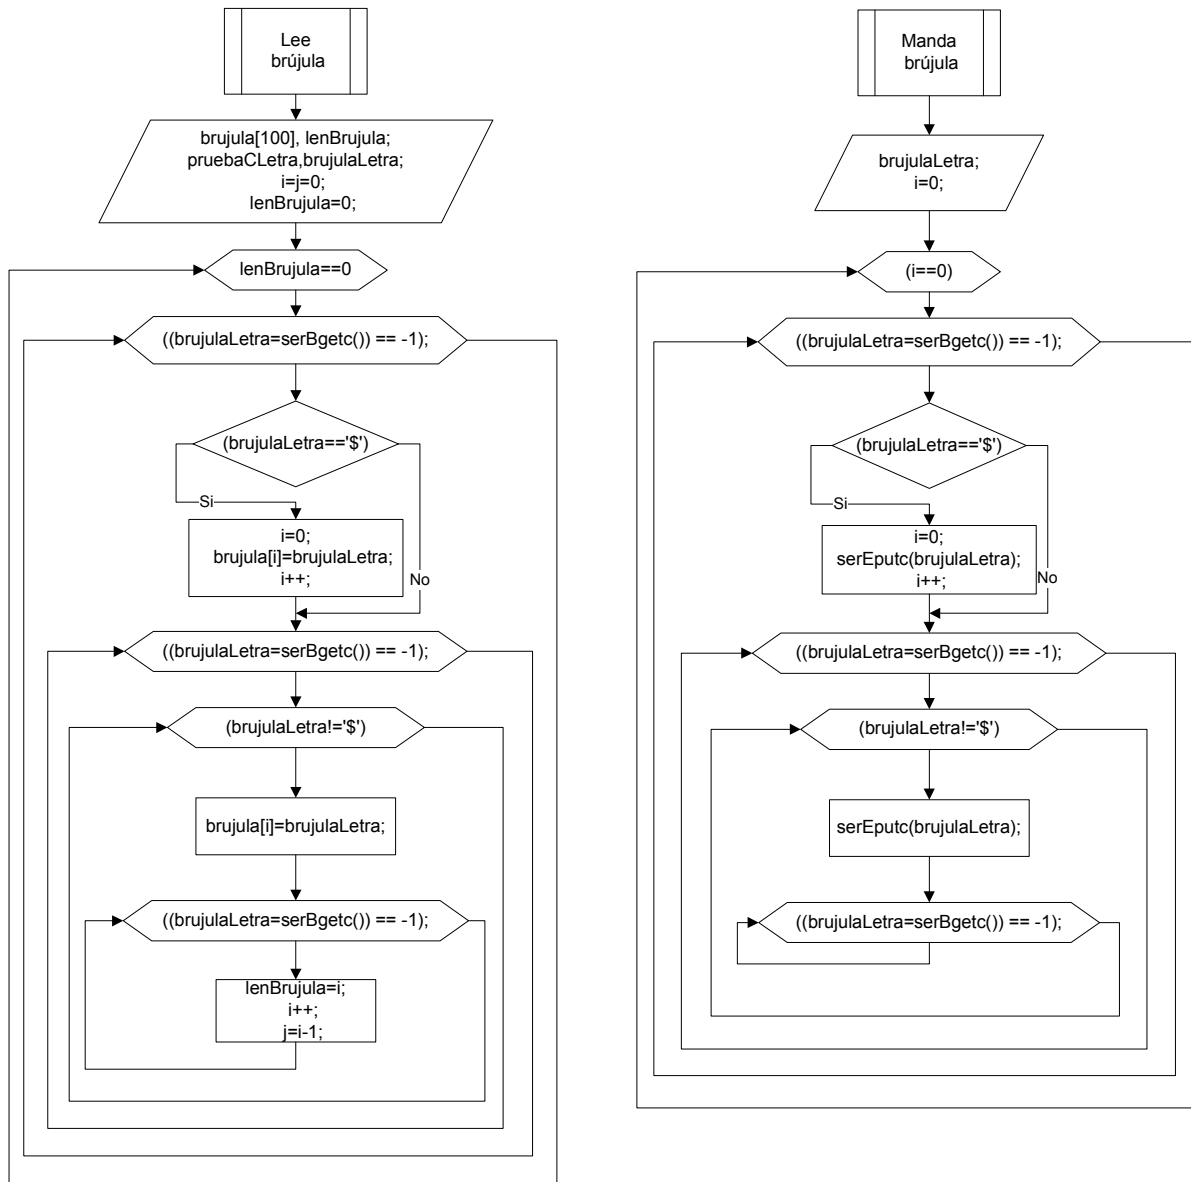 Lee
brújula
brujula[100], lenBrujula;
pruebaCLetra,brujulaLetra;
i=j=0;
lenBrujula=0;
lenBrujula==0
((brujulaLetra=serBgetc()) == -1);
(brujulaLetra=='$')
Si
i=0;
brujula[i]=brujulaLetra;
i++;
No
((brujulaLetra=serBgetc()) == -1);
(brujulaLetra!='$')
brujula[i]=brujulaLetra;
((brujulaLetra=serBgetc()) == -1);
lenBrujula=i;
i++;
j=i-1;
Manda
brújula
brujulaLetra;
i=0;
(i==0)
((brujulaLetra=serBgetc()) == -1);
(brujulaLetra=='$')
Si
i=0;
serEputc(brujulaLetra);
i++;
No
((brujulaLetra=serBgetc()) == -1);
(brujulaLetra!='$')
serEputc(brujulaLetra);
((brujulaLetra=serBgetc()) == -1);